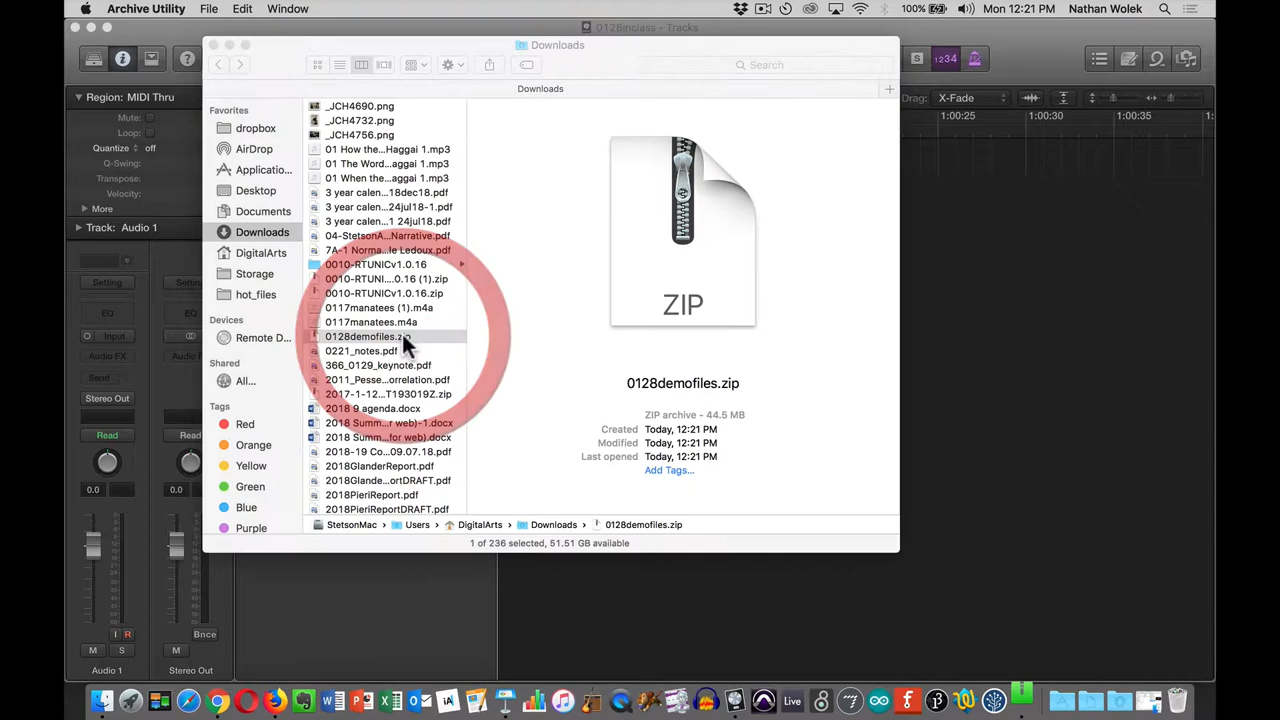 Archive Utility File Edit Window 100% Mon 12:21 PM Nathan Wolek
0128inclass - Tracks
Downloads
Search
Downloads
S 1234
Drag: X-Fade
1:00:25 1:00:30 1:00:35
Region: MIDI Thru
Mute:
Loop:
Quantize off
Q-Swing:
Transpose:
Velocity:
More
Track: Audio 1
Setting Setting
EQ EQ
Audio FX
Send
Stereo Out
Read Read
0.0 0.0
I R Bnce
M S M
Audio 1 Stereo Out
Favorites
dropbox
AirDrop
Applicatio...
Desktop
Documents
Downloads
DigitalArts
Storage
hot_files
Devices
Remote D...
Shared
All...
Tags
Red
Orange
Yellow
Green
Blue
Purple
_JCH4690.png
_JCH4732.png
_JCH4756.png
01 How the...Haggai 1.mp3
01 The Word...aggai 1.mp3
01 When the...aggai 1.mp3
3 year calen...18dec18.pdf
3 year calen...24jul18-1.pdf
3 year calen...1 24jul18.pdf
04-StetsonA...Narrative.pdf
7A-1 Norma...le Ledoux.pdf
0010-RTUNICv1.0.16
0010-RTUNI....0.16 (1).zip
0010-RTUNICv1.0.16.zip
0117manatees (1).m4a
0117manatees.m4a
0128demofiles.zip
0221_notes.pdf
366_0129_keynote.pdf
2011_Pesse...orrelation.pdf
2017-1-12...T193019Z.zip
2018 9 agenda.docx
2018 Summ...r web)-1.docx
2018 Summ...for web).docx
2018-19 Co...09.07.18.pdf
2018GlanderReport.pdf
2018Glande...ortDRAFT.pdf
2018PieriReport.pdf
2018PieriReportDRAFT.pdf
ZIP
0128demofiles.zip
ZIP archive - 44.5 MB
Created Today, 12:21 PM
Modified Today, 12:21 PM
Last opened Today, 12:21 PM
Add Tags...
StetsonMac Users DigitalArts Downloads 0128demofiles.zip
1 of 236 selected, 51.51 GB available
iA Live